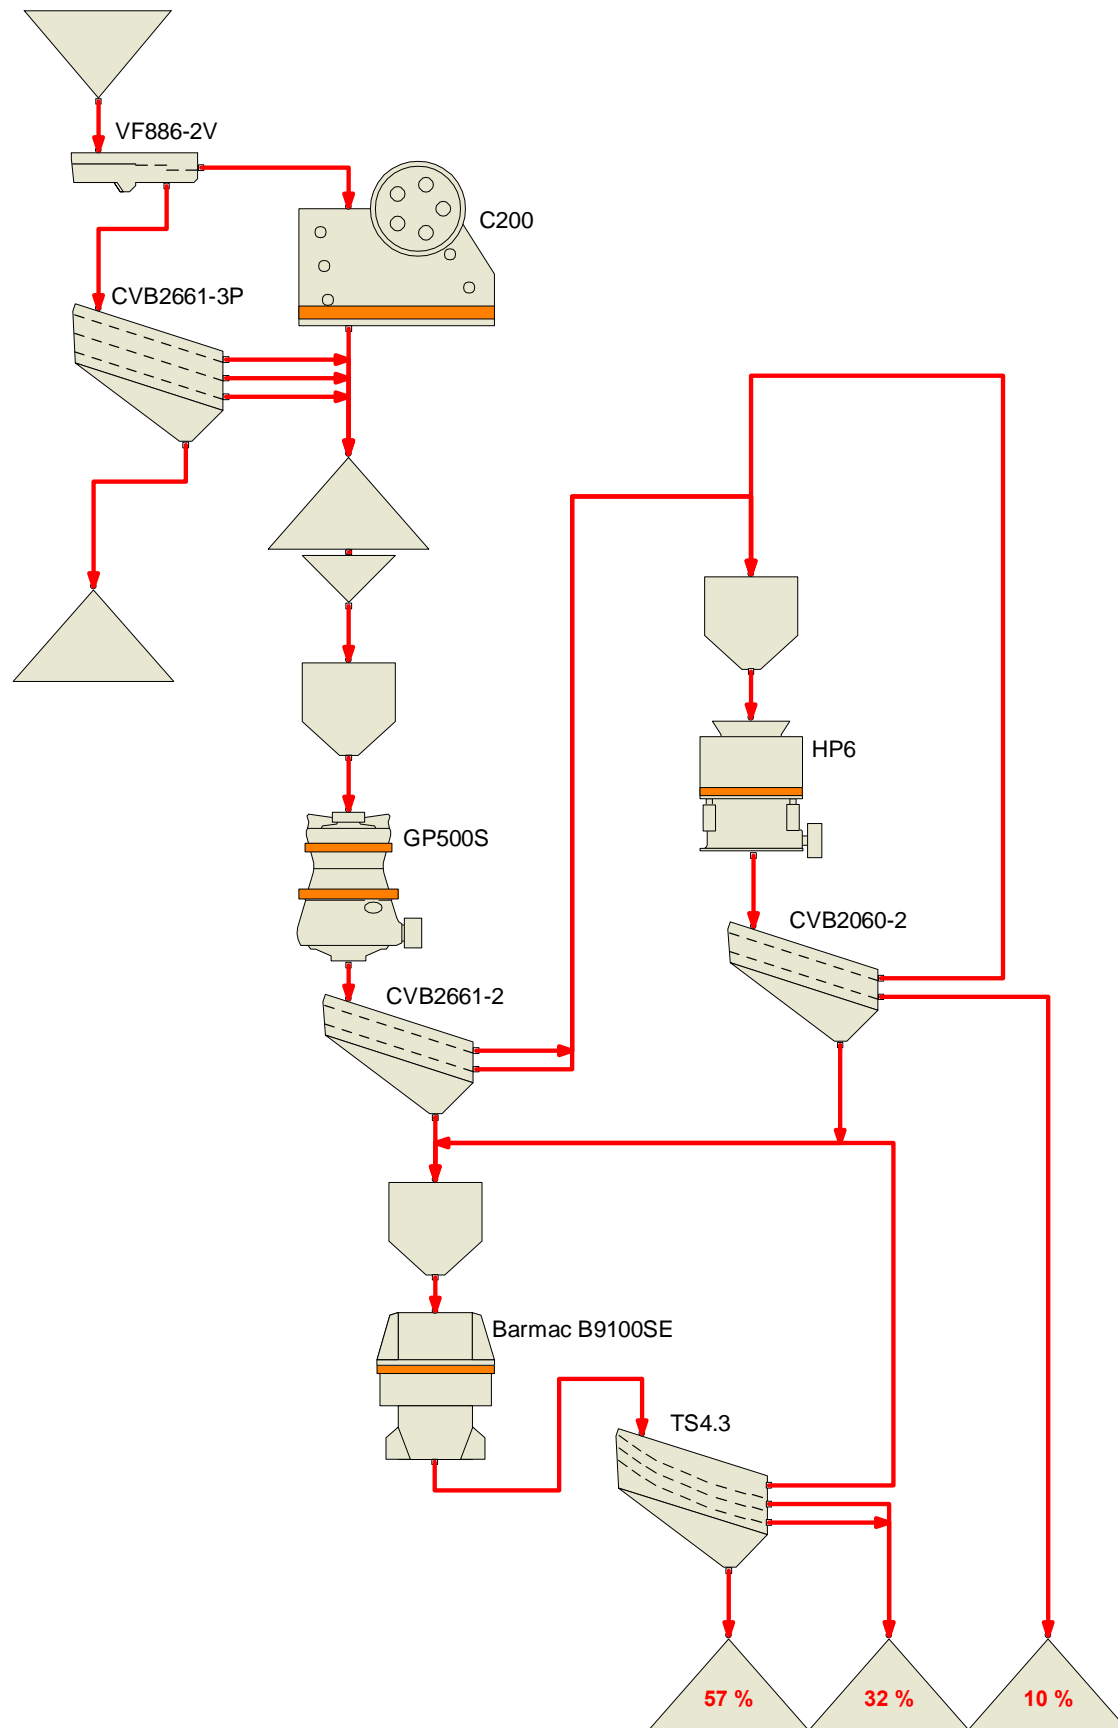 VF886-2V
C200
CVB2661-3P
HP6
GP500S
CVB2060-2
CVB2661-2
Barmac B9100SE
TS4.3
57 %
32 %
10 %